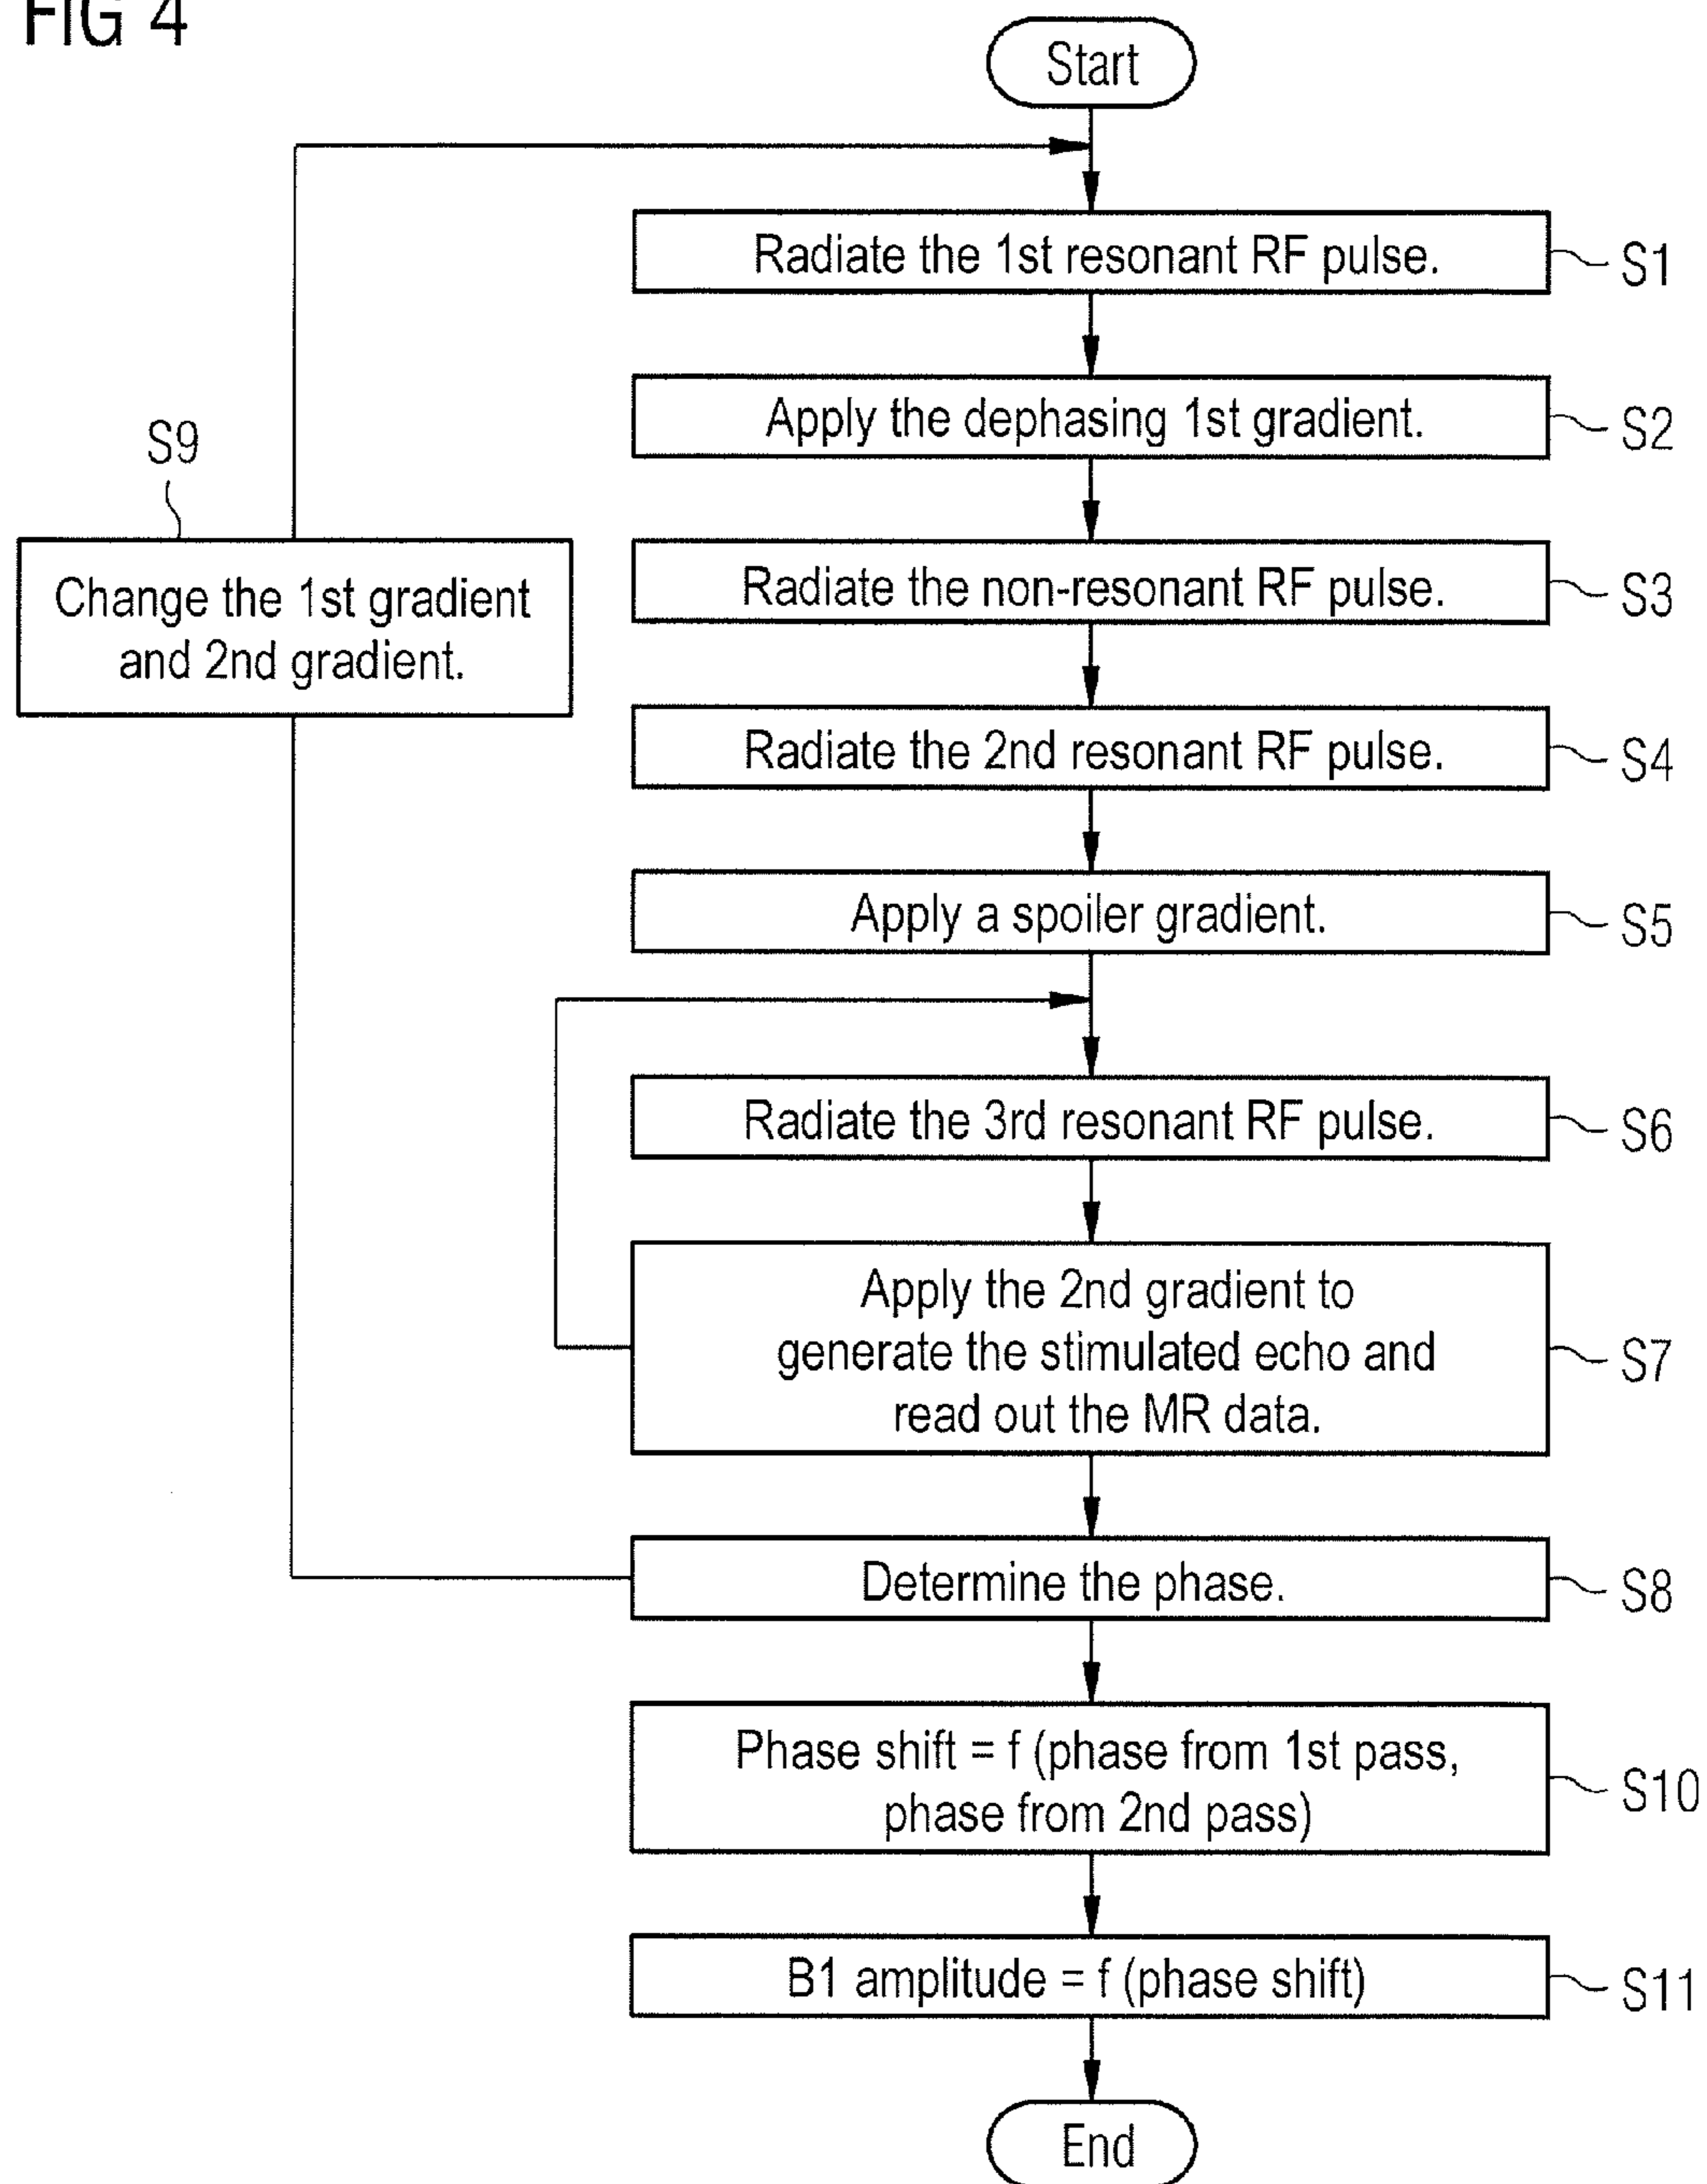 FIG 4
Start
Radiate the 1st resonant RF pulse.
S1
Apply the dephasing 1st gradient.
S2
S9
Change the 1st gradient
and 2nd gradient.
Radiate the non-resonant RF pulse.
S3
Radiate the 2nd resonant RF pulse.
S4
Apply a spoiler gradient.
S5
Radiate the 3rd resonant RF pulse.
S6
Apply the 2nd gradient to
generate the stimulated echo and
read out the MR data.
S7
Determine the phase.
S8
Phase shift = f (phase from 1st pass,
phase from 2nd pass)
S10
B1 amplitude = f (phase shift)
S11
End